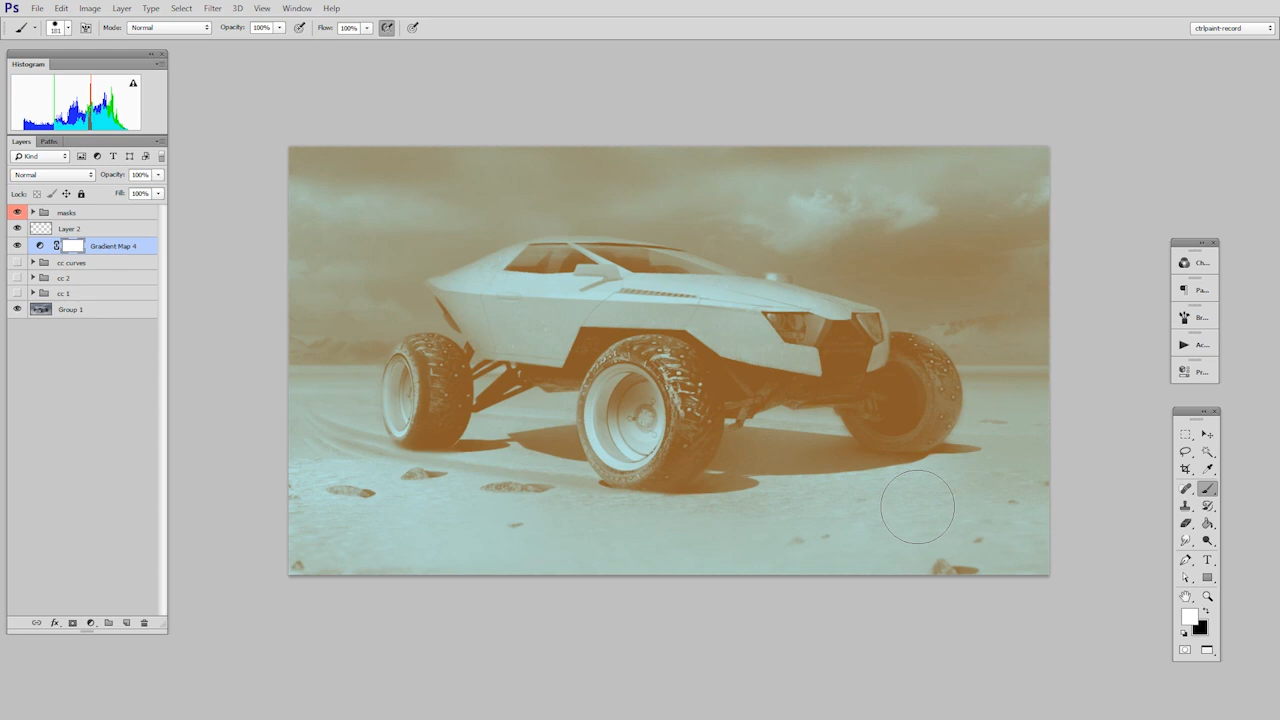 Ps File Edit Image Layer Type Select Filter 3D View Window Help
181 Mode: Normal Opacity: 100% Flow: 100% ctrlpaint-record
Histogram
Layers Paths
Kind T
Normal Opacity: 100%
Lock: Fill: 100%
masks
Layer 2
Gradient Map 4
cc curves
cc 2
cc 1
Group 1
fx
Ch...
Pa...
Br...
Ac...
Pr...
T